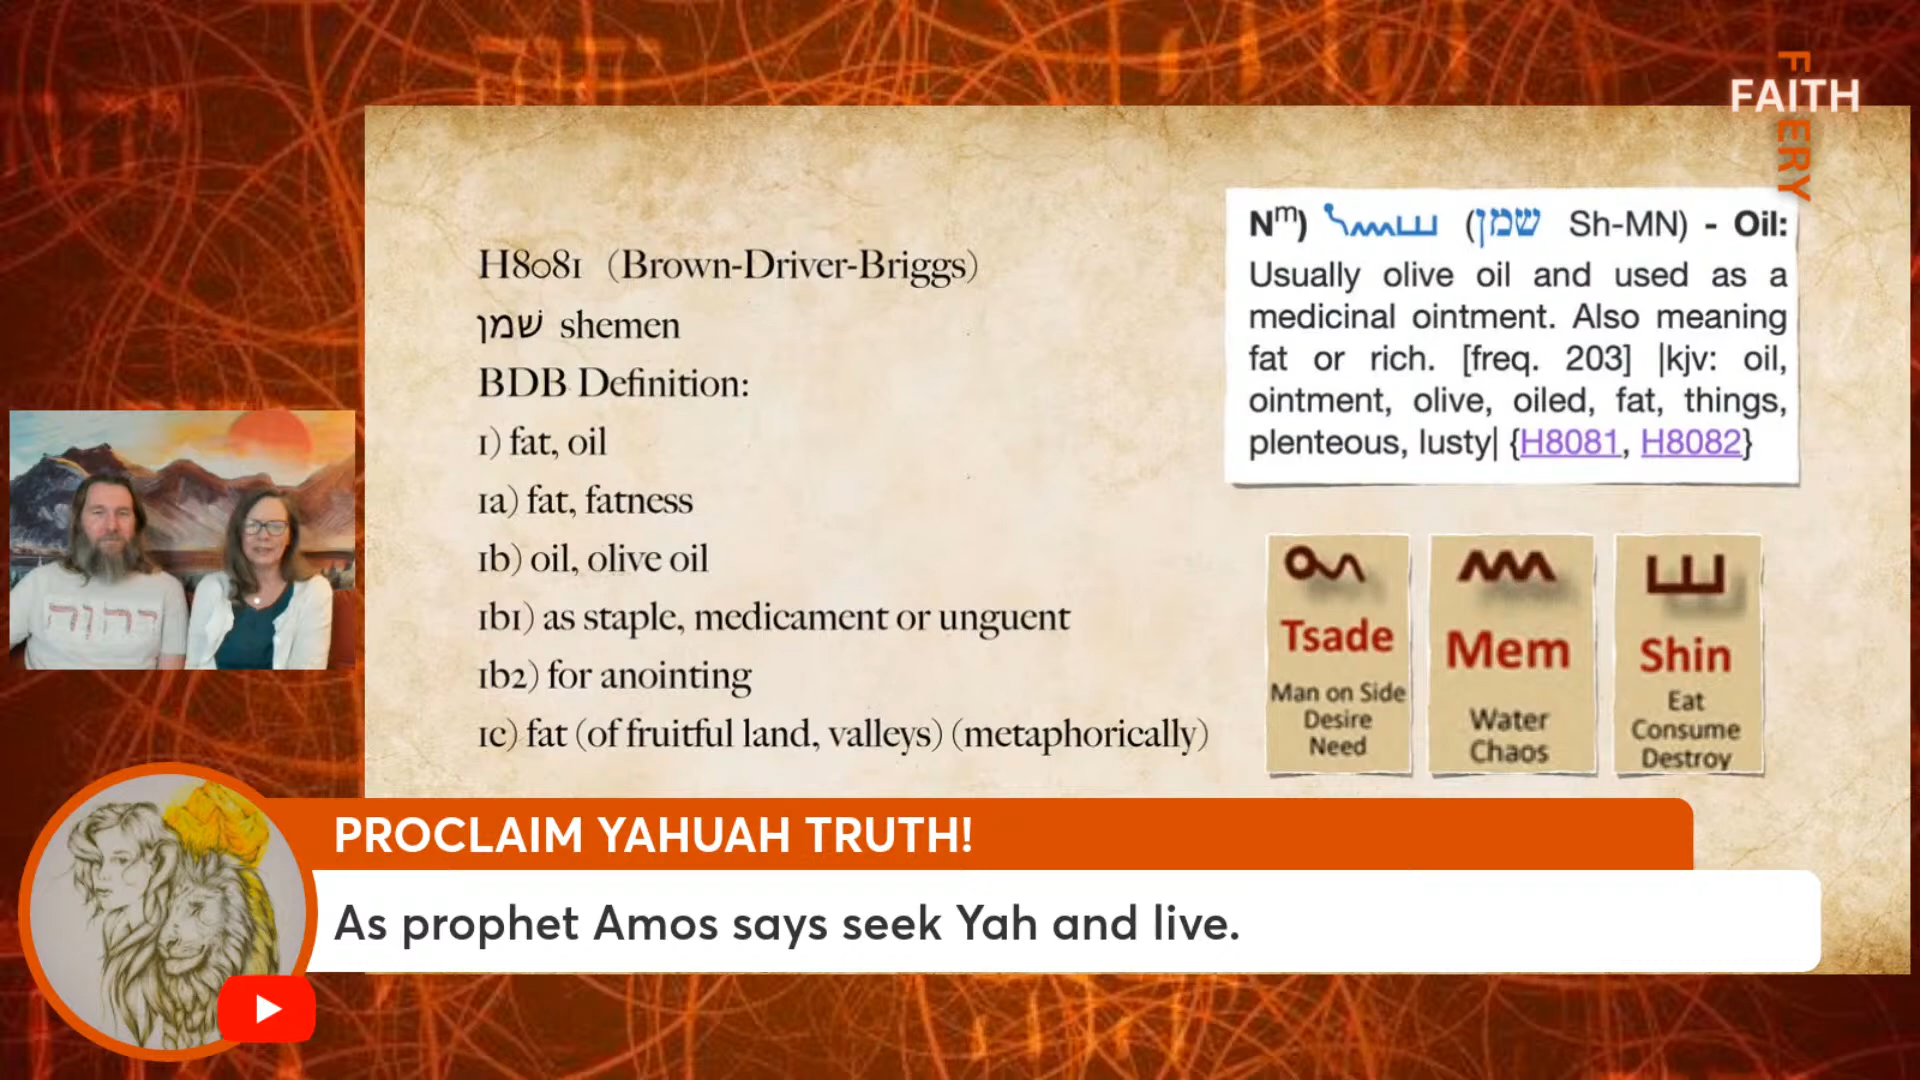 FAITH
FIERY
H8081 (Brown-Driver-Briggs)
שׁמן shemen
BDB Definition:
1) fat, oil
1a) fat, fatness
1b) oil, olive oil
1b1) as staple, medicament or unguent
1b2) for anointing
1c) fat (of fruitful land, valleys) (metaphorically)
Nm) (שמן Sh-MN) - Oil:
Usually olive oil and used as a
medicinal ointment. Also meaning
fat or rich. [freq. 203] |kjv: oil,
ointment, olive, oiled, fat, things,
plenteous, lusty| {H8081, H8082}
Tsade
Man on Side
Desire
Need
Mem
Water
Chaos
Shin
Eat
Consume
Destroy
יהוה
PROCLAIM YAHUAH TRUTH!
As prophet Amos says seek Yah and live.